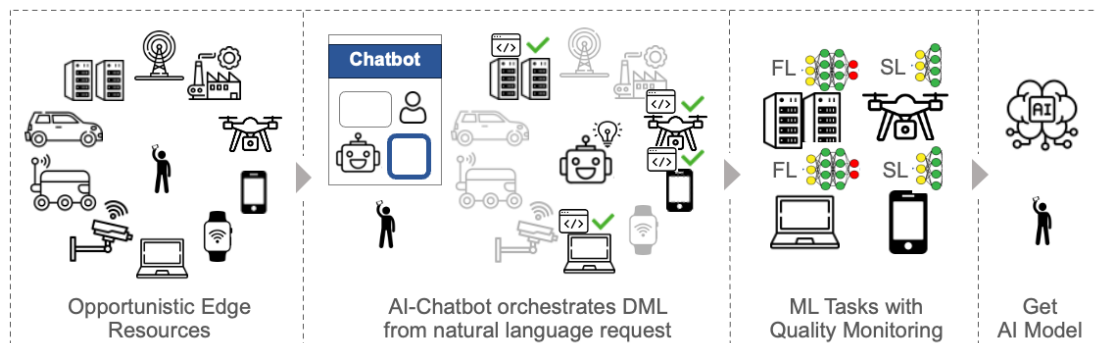 Chatbot
</>
</>
</>
</>
FL
SL
FL
SL
AI
Opportunistic Edge
Resources
AI-Chatbot orchestrates DML
from natural language request
ML Tasks with
Quality Monitoring
Get
AI Model